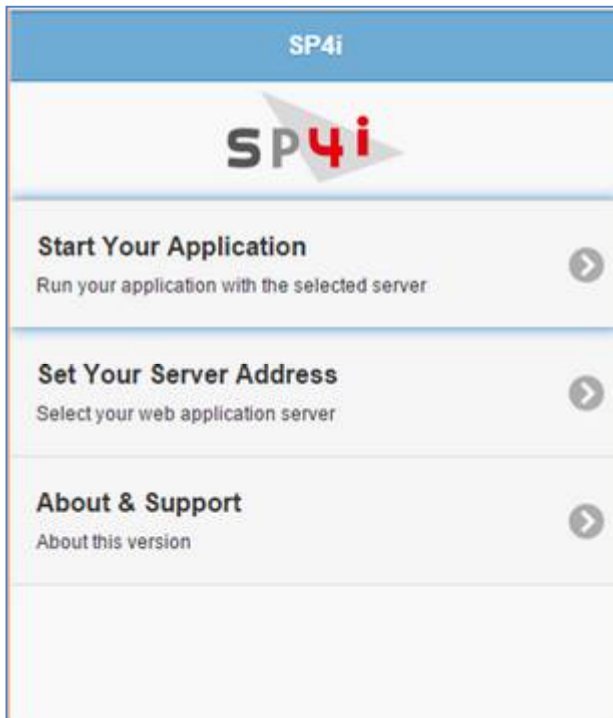 SP4i
SP4i
Start Your Application
Run your application with the selected server
Set Your Server Address
Select your web application server
About & Support
About this version